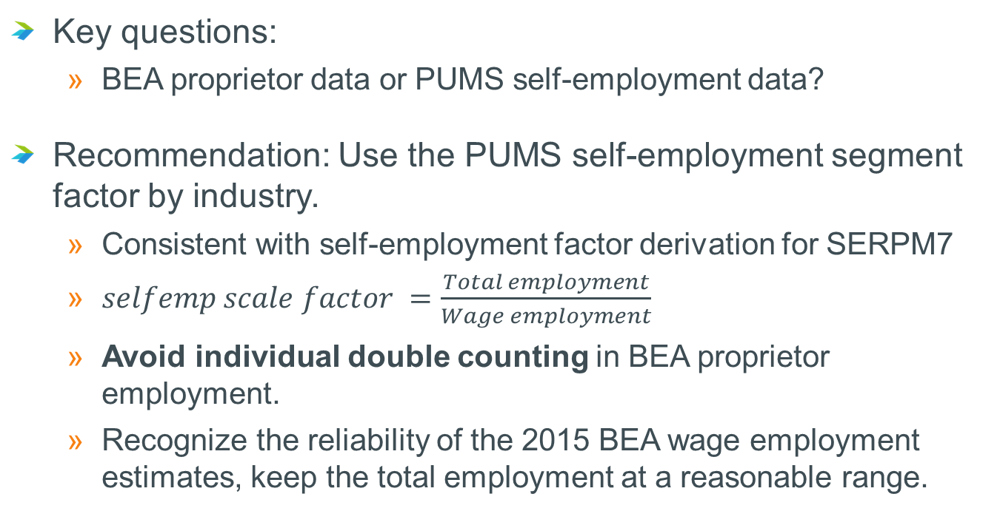 Key questions:
» BEA proprietor data or PUMS self-employment data?
Recommendation: Use the PUMS self-employment segment
factor by industry.
» Consistent with self-employment factor derivation for SERPM7
» selfemp scale factor = Total employment / Wage employment
» Avoid individual double counting in BEA proprietor
employment.
» Recognize the reliability of the 2015 BEA wage employment
estimates, keep the total employment at a reasonable range.